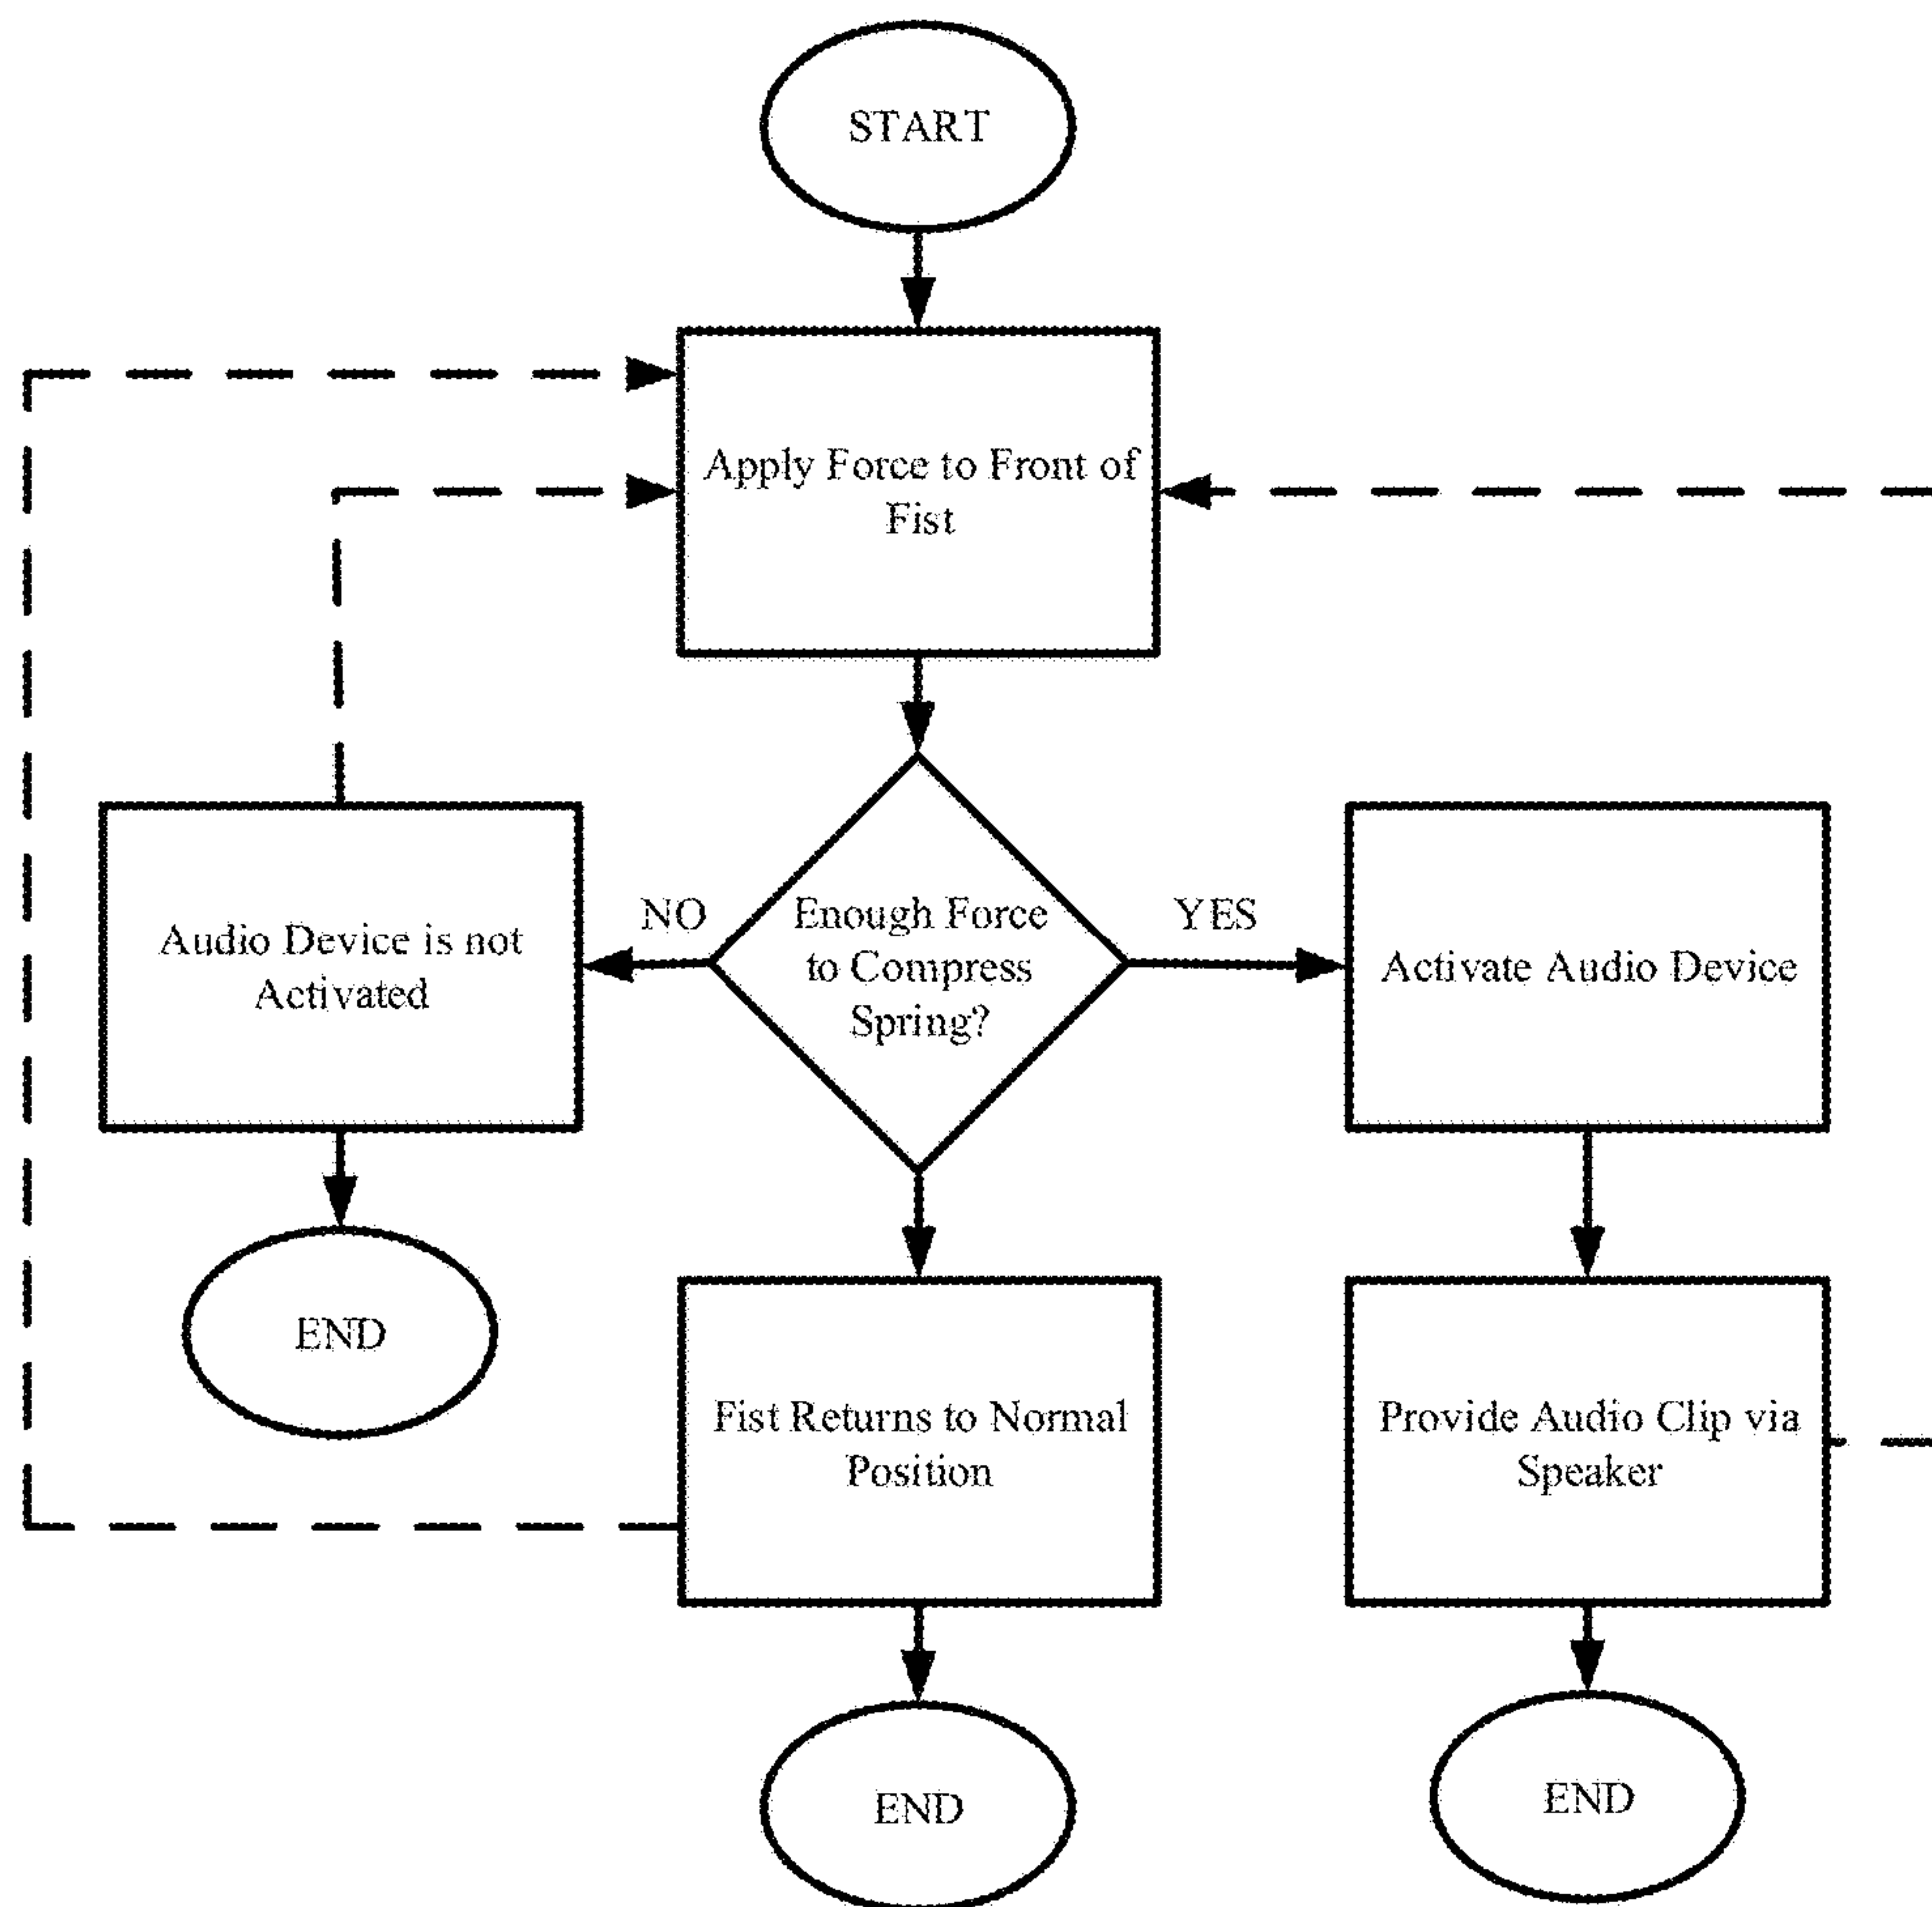 START
Apply Force to Front of
Fist
NO
Enough Force
to Compress
Spring?
YES
Audio Device is not
Activated
Activate Audio Device
END
Fist Returns to Normal
Position
Provide Audio Clip via
Speaker
END
END